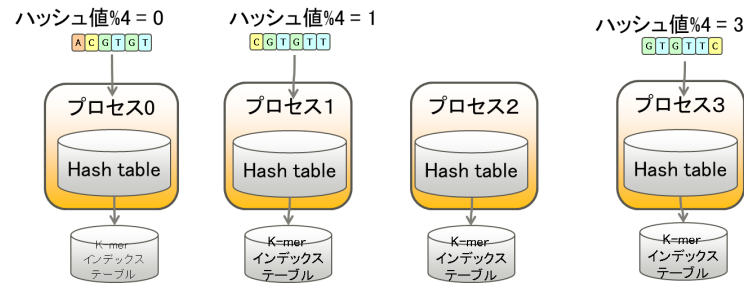 ハッシュ値%4 = 0
ハッシュ値%4 = 1
ハッシュ値%4 = 3
A C G T G T
C G T G T T
G T G T T C
プロセス0
プロセス1
プロセス2
プロセス3
Hash table
Hash table
Hash table
Hash table
K-mer
インデックス
テーブル
K-mer
インデックス
テーブル
K-mer
インデックス
テーブル
K-mer
インデックス
テーブル